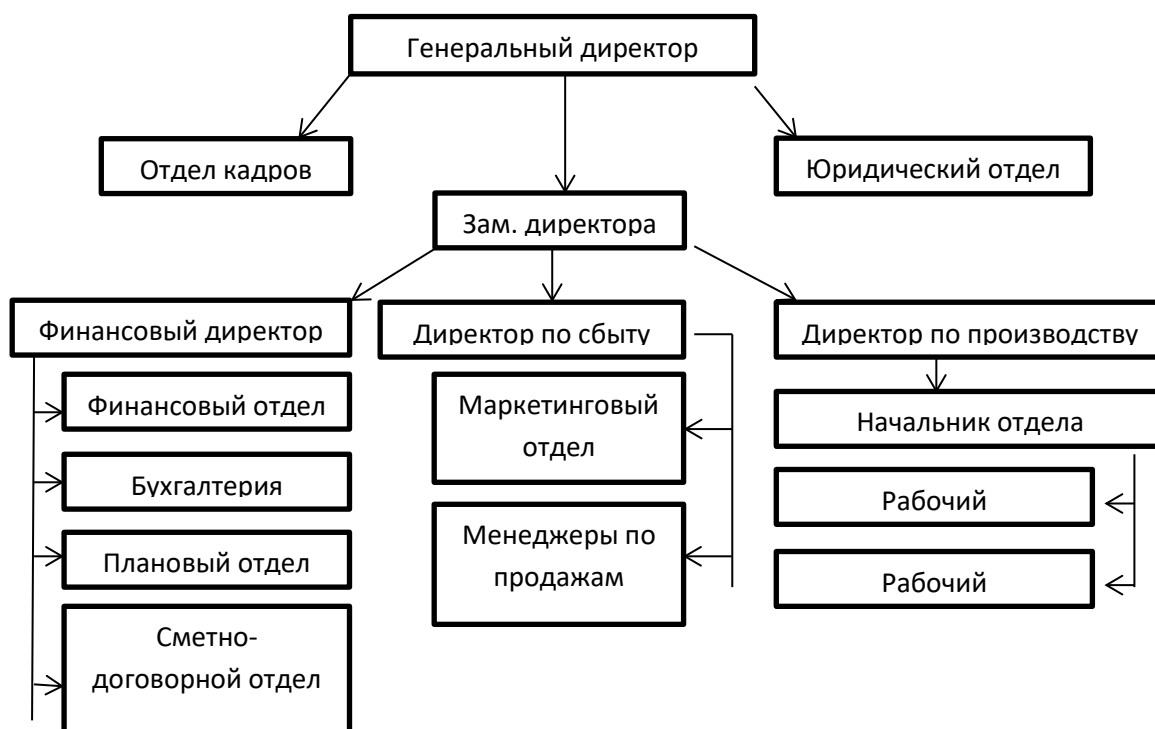 Генеральный директор
Отдел кадров
Юридический отдел
Зам. директора
Финансовый директор
Директор по сбыту
Директор по производству
Финансовый отдел
Бухгалтерия
Плановый отдел
Сметно-
договорной отдел
Маркетинговый
отдел
Менеджеры по
продажам
Начальник отдела
Рабочий
Рабочий